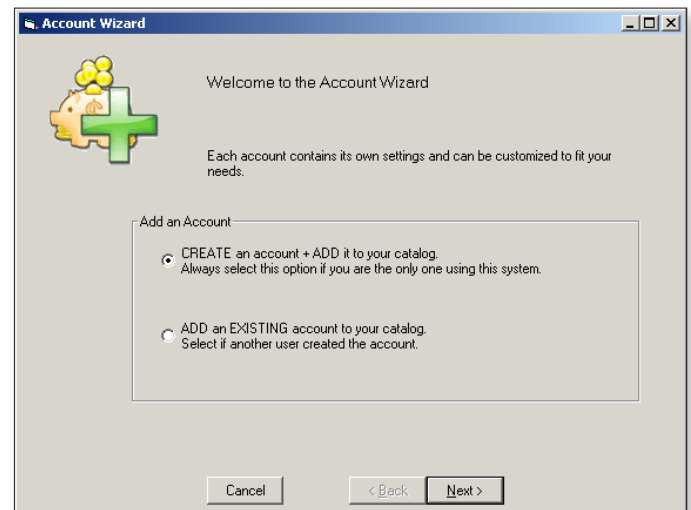 Account Wizard
Welcome to the Account Wizard
Each account contains its own settings and can be customized to fit your
needs.
Add an Account
CREATE an account + ADD it to your catalog.
Always select this option if you are the only one using this system.
ADD an EXISTING account to your catalog.
Select if another user created the account.
Cancel
< Back
Next >